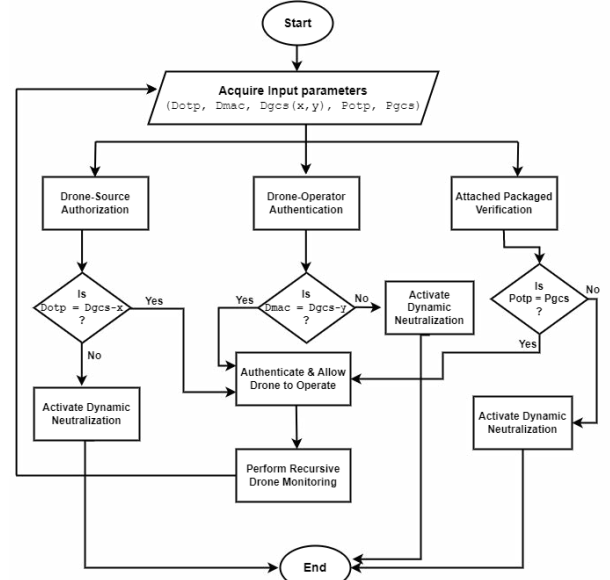 Start
Acquire Input parameters
(Dotp, Dmac, Dgcs(x,y), Potp, Pgcs)
Drone-Source
Authorization
Drone-Operator
Authentication
Attached Packaged
Verification
Is
Dotp = Dgcs-x
?
Yes
No
Is
Dmac = Dgcs-y
?
Yes
No
Activate
Dynamic
Neutralization
Is
Potp = Pgcs
?
No
Yes
Authenticate & Allow
Drone to Operate
Activate Dynamic
Neutralization
Activate Dynamic
Neutralization
Perform Recursive
Drone Monitoring
End